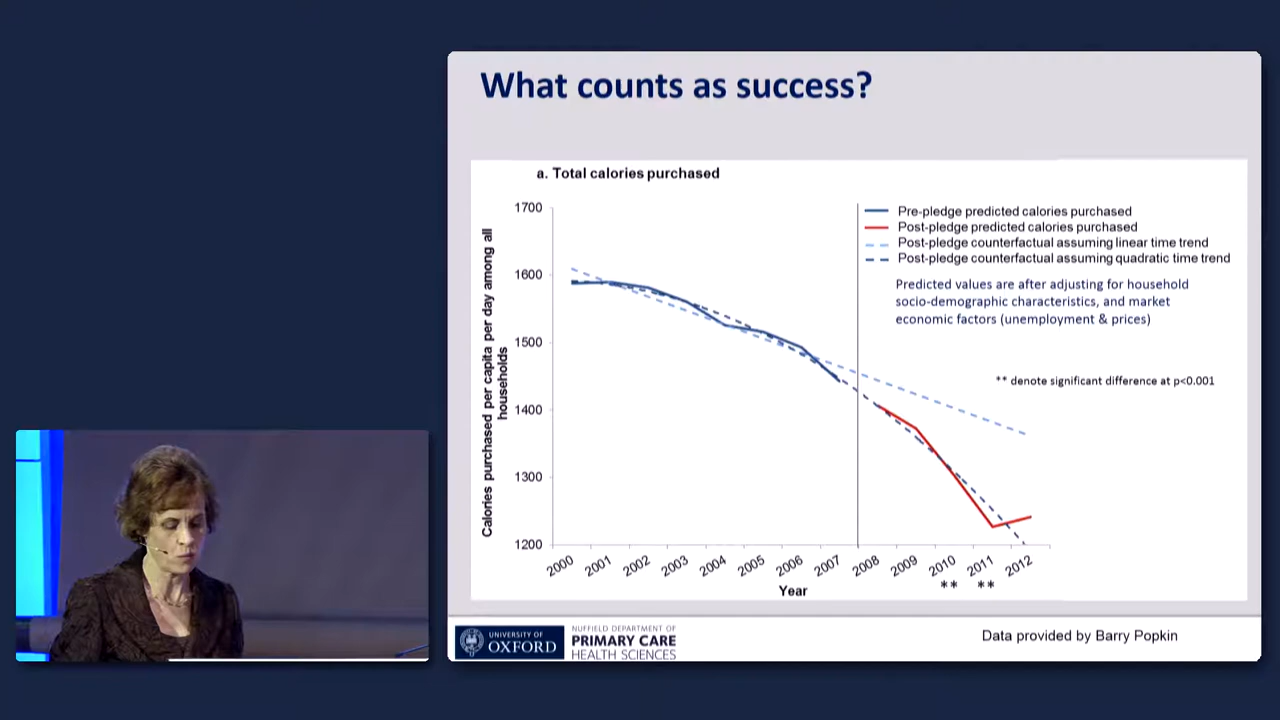 What counts as success?
a. Total calories purchased
Calories purchased per capita per day among all
households
1700
1600
1500
1400
1300
1200
2000
2001
2002
2003
2004
2005
2006
2007
2008
2009
2010
2011
2012
**
**
Year
Pre-pledge predicted calories purchased
Post-pledge predicted calories purchased
Post-pledge counterfactual assuming linear time trend
Post-pledge counterfactual assuming quadratic time trend
Predicted values are after adjusting for household
socio-demographic characteristics, and market
economic factors (unemployment & prices)
** denote significant difference at p<0.001
UNIVERSITY OF
OXFORD
NUFFIELD DEPARTMENT OF
PRIMARY CARE
HEALTH SCIENCES
Data provided by Barry Popkin